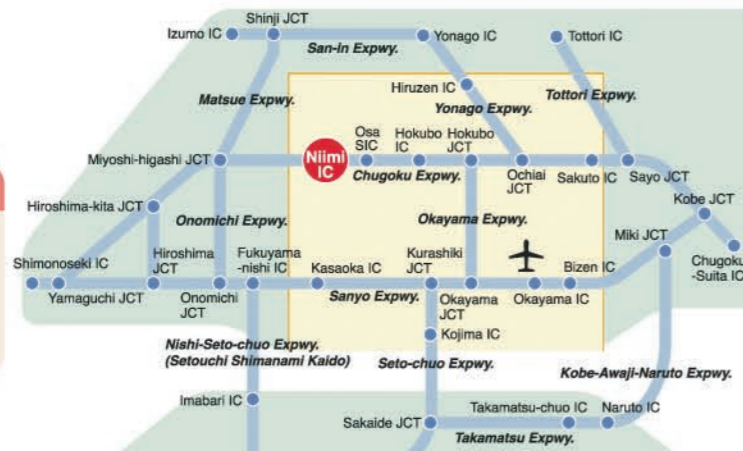 Shinji JCT
Izumo IC
San-in Expwy.
Yonago IC
Tottori IC
Hiruzen IC
Matsue Expwy.
Yonago Expwy.
Tottori Expwy.
Miyoshi-higashi JCT
Niimi
IC
Osa
SIC
Hokubo
IC
Hokubo
JCT
Chugoku Expwy.
Ochiai
JCT
Sakuto IC
Sayo JCT
Hiroshima-kita JCT
Onomichi Expwy.
Okayama Expwy.
Kobe JCT
Miki JCT
Chugoku
-Suita IC
Shimonoseki IC
Yamaguchi JCT
Hiroshima
JCT
Onomichi
JCT
Fukuyama
-nishi IC
Kasaoka IC
Sanyo Expwy.
Kurashiki
JCT
Okayama
JCT
Okayama IC
Bizen IC
Kojima IC
Nishi-Seto-chuo Expwy.
(Setouchi Shimanami Kaido)
Seto-chuo Expwy.
Kobe-Awaji-Naruto Expwy.
Imabari IC
Sakaide JCT
Takamatsu-chuo IC
Naruto IC
Takamatsu Expwy.